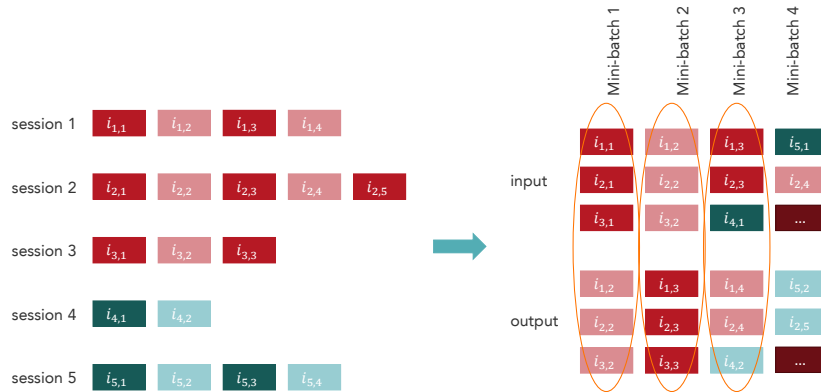 Mini-batch 1
Mini-batch 2
Mini-batch 3
Mini-batch 4
session 1 i1,1 i1,2 i1,3 i1,4
session 2 i2,1 i2,2 i2,3 i2,4 i2,5
session 3 i3,1 i3,2 i3,3
session 4 i4,1 i4,2
session 5 i5,1 i5,2 i5,3 i5,4
i1,1 i1,2 i1,3 i5,1
input i2,1 i2,2 i2,3 i2,4
i3,1 i3,2 i4,1 ...
i1,2 i1,3 i1,4 i5,2
output i2,2 i2,3 i2,4 i2,5
i3,2 i3,3 i4,2 ...